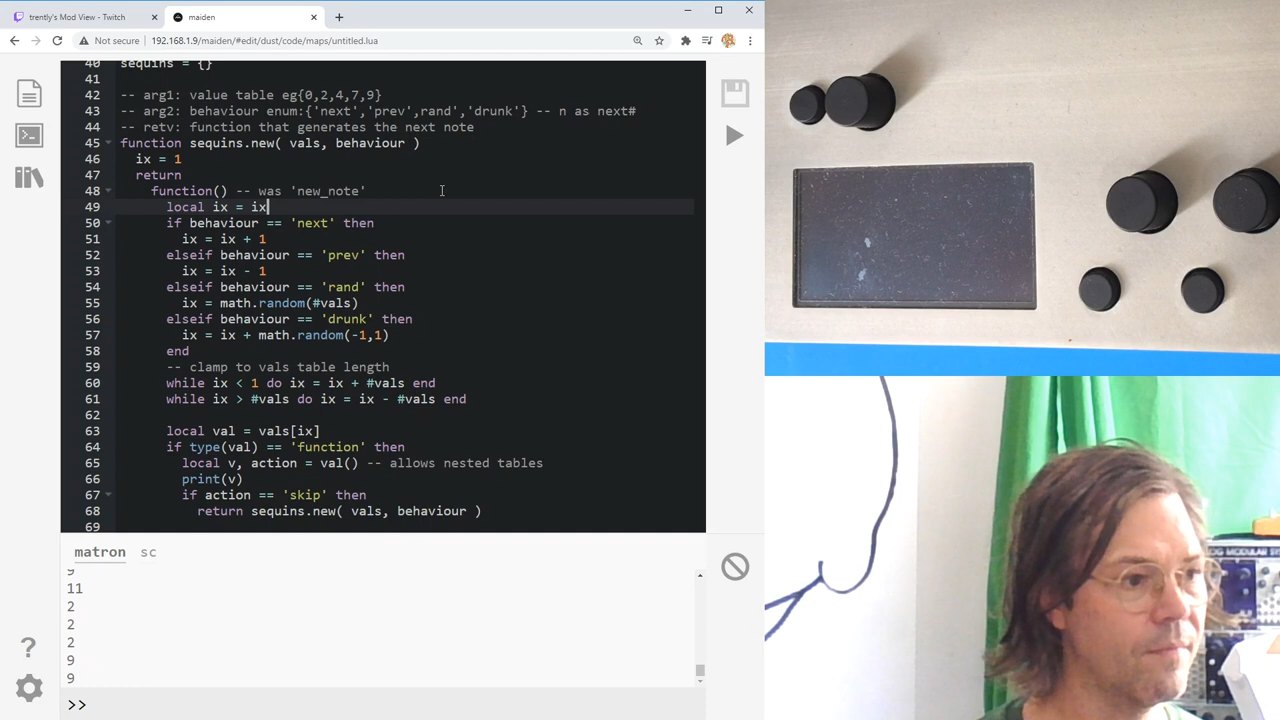 trently's Mod View - Twitch
maiden
Not secure
192.168.1.9/maiden/#edit/dust/code/maps/untitled.lua
40 sequins = {}
41
42 -- arg1: value table eg{0,2,4,7,9}
43 -- arg2: behaviour enum:{'next','prev',rand','drunk'} -- n as next#
44 -- retv: function that generates the next note
45 function sequins.new( vals, behaviour )
46 ix = 1
47 return
48 function() -- was 'new_note'
49 local ix = ix
50 if behaviour == 'next' then
51 ix = ix + 1
52 elseif behaviour == 'prev' then
53 ix = ix - 1
54 elseif behaviour == 'rand' then
55 ix = math.random(#vals)
56 elseif behaviour == 'drunk' then
57 ix = ix + math.random(-1,1)
58 end
59 -- clamp to vals table length
60 while ix < 1 do ix = ix + #vals end
61 while ix > #vals do ix = ix - #vals end
62
63 local val = vals[ix]
64 if type(val) == 'function' then
65 local v, action = val() -- allows nested tables
66 print(v)
67 if action == 'skip' then
68 return sequins.new( vals, behaviour )
69
matron sc
9
11
2
2
2
9
9
>>
?